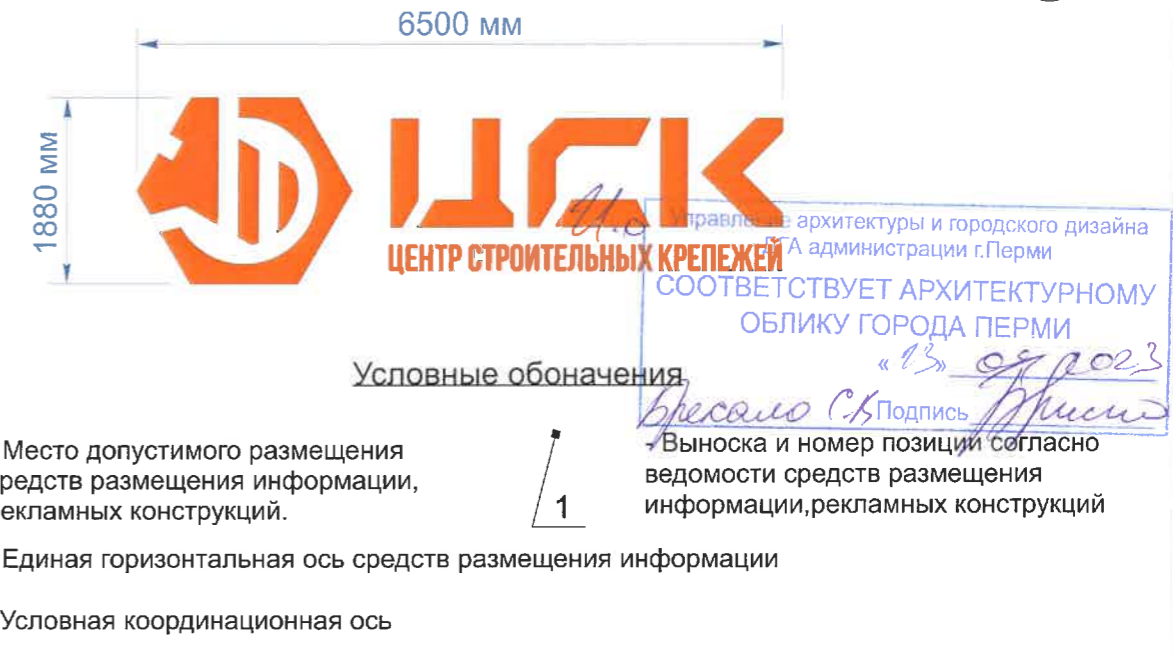 6500 мм
1880 мм
ЦСК
ЦЕНТР СТРОИТЕЛЬНЫХ КРЕПЕЖЕЙ
И.о
Управление архитектуры и городского дизайна
ДГА администрации г.Перми
СООТВЕТСТВУЕТ АРХИТЕКТУРНОМУ
ОБЛИКУ ГОРОДА ПЕРМИ
«13» 2023
Подпись
Условные обоначения
Место допустимого размещения
редств размещения информации,
екламных конструкций.
1
- Выноска и номер позиции согласно
ведомости средств размещения
информации,рекламных конструкций
Единая горизонтальная ось средств размещения информации
Условная координационная ось